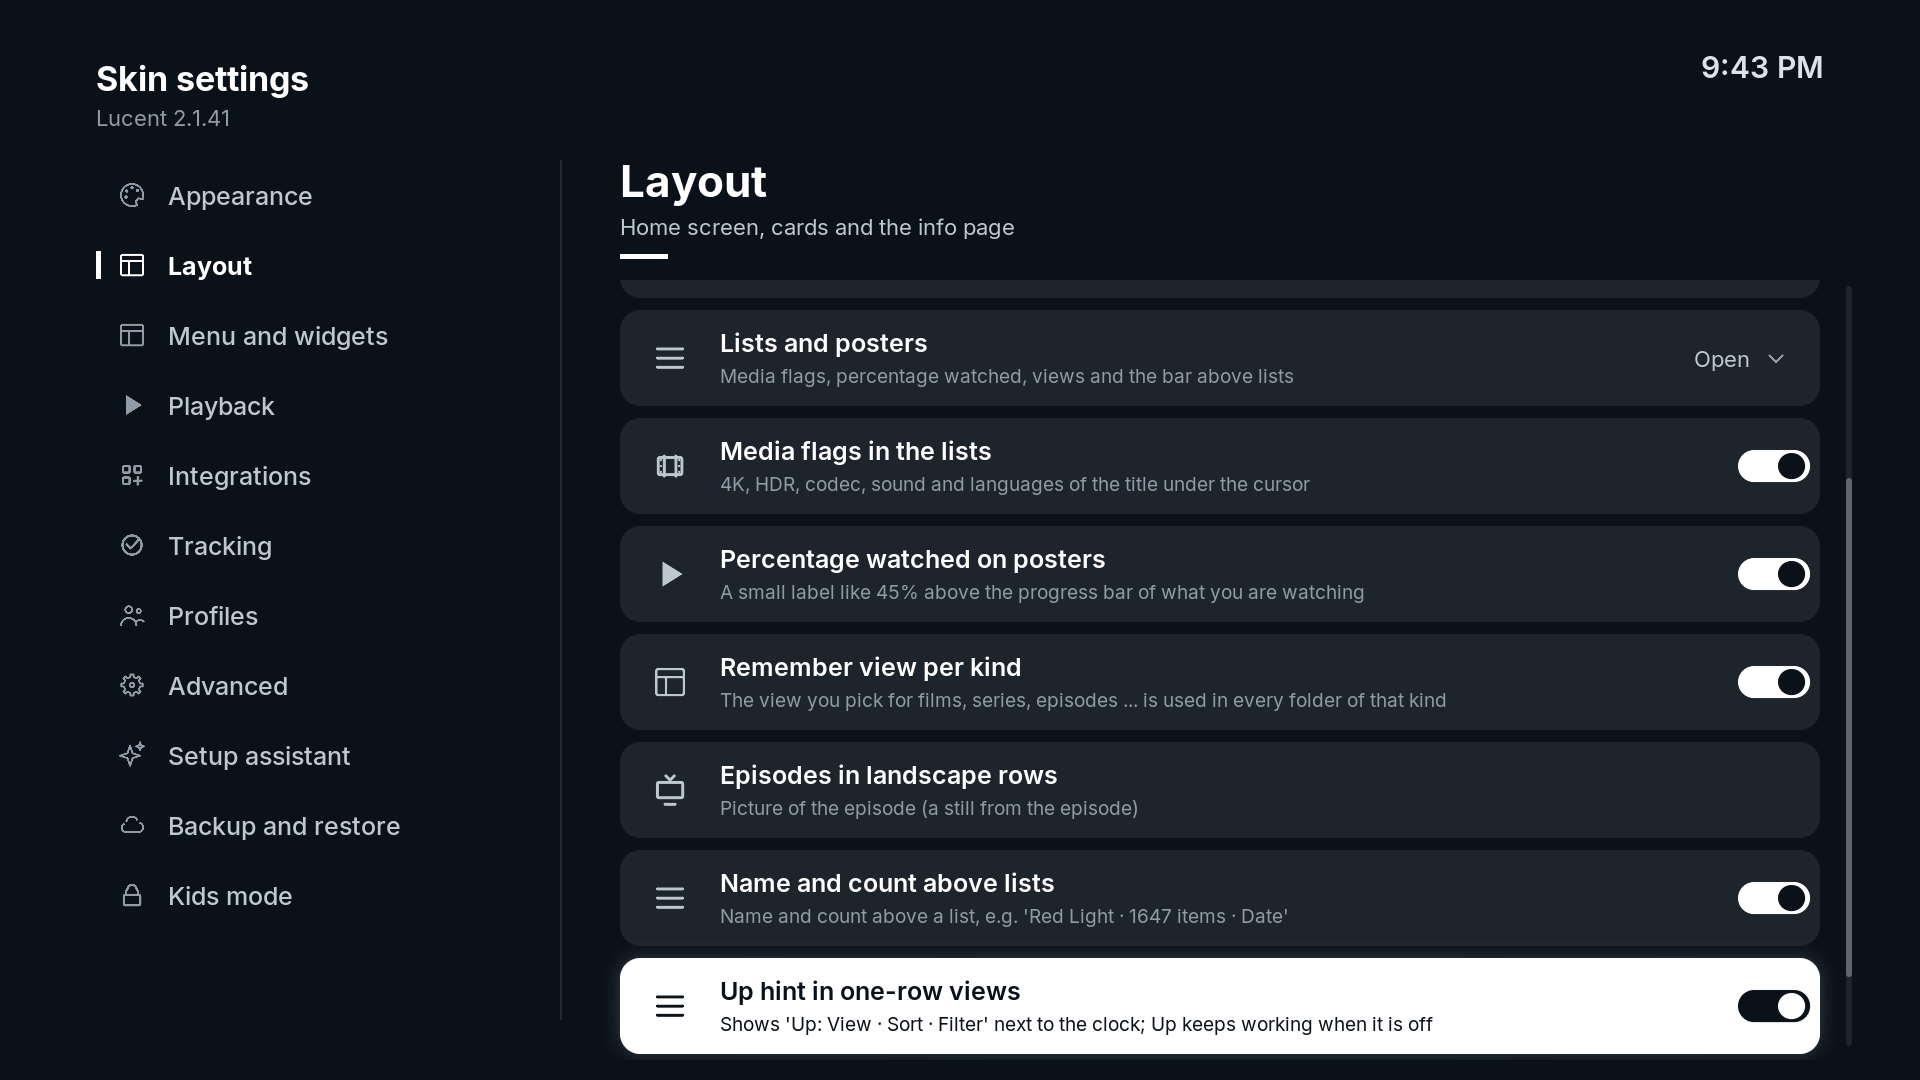 Skin settings
Lucent 2.1.41
9:43 PM
Appearance
Layout
Menu and widgets
Playback
Integrations
Tracking
Profiles
Advanced
Setup assistant
Backup and restore
Kids mode
Layout
Home screen, cards and the info page
Lists and posters
Media flags, percentage watched, views and the bar above lists
Open
Media flags in the lists
4K, HDR, codec, sound and languages of the title under the cursor
Percentage watched on posters
A small label like 45% above the progress bar of what you are watching
Remember view per kind
The view you pick for films, series, episodes ... is used in every folder of that kind
Episodes in landscape rows
Picture of the episode (a still from the episode)
Name and count above lists
Name and count above a list, e.g. 'Red Light · 1647 items · Date'
Up hint in one-row views
Shows 'Up: View · Sort · Filter' next to the clock; Up keeps working when it is off